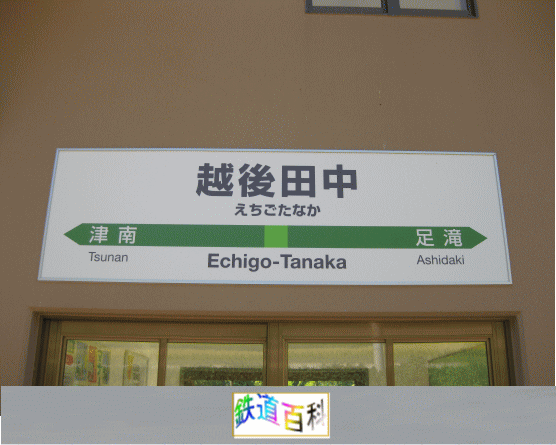 越後田中
えちごたなか
津南 足滝
Tsunan Echigo-Tanaka Ashidaki
鉄道百科